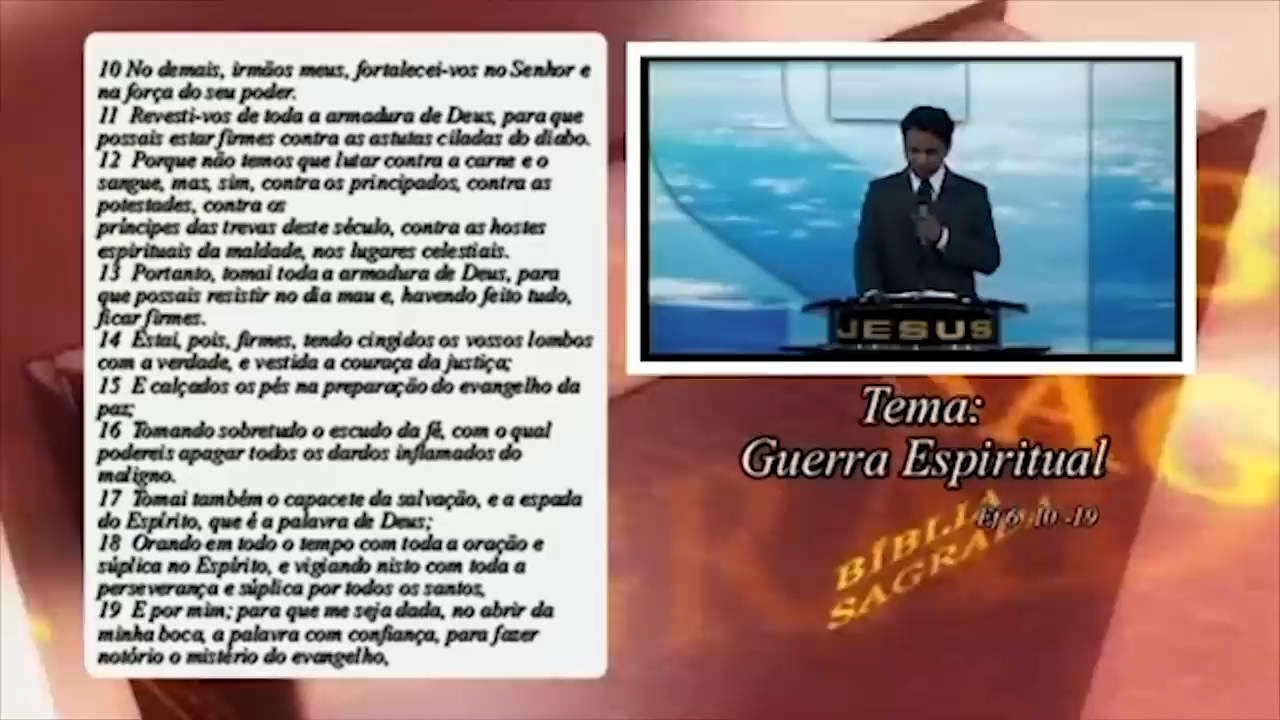 10 No demais, irmãos meus, fortalecei-vos no Senhor e
na força do seu poder.
11 Revesti-vos de toda a armadura de Deus, para que
possais estar firmes contra as astutas ciladas do diabo.
12 Porque não temos que lutar contra a carne e o
sangue, mas, sim, contra os principados, contra as
potestades, contra os
príncipes das trevas deste século, contra as hostes
espirituais da maldade, nos lugares celestiais.
13 Portanto, tomai toda a armadura de Deus, para
que possais resistir no dia mau e, havendo feito tudo,
ficar firmes.
14 Estai, pois, firmes, tendo cingidos os vossos lombos
com a verdade, e vestida a couraça da justiça;
15 E calçados os pés na preparação do evangelho da
paz;
16 Tomando sobretudo o escudo da fé, com o qual
podereis apagar todos os dardos inflamados do
maligno.
17 Tomai também o capacete da salvação, e a espada
do Espírito, que é a palavra de Deus;
18 Orando em todo o tempo com toda a oração e
súplica no Espírito, e vigiando nisto com toda a
perseverança e súplica por todos os santos,
19 E por mim; para que me seja dada, no abrir da
minha boca, a palavra com confiança, para fazer
notório o mistério do evangelho,
JESUS
Tema:
Guerra Espiritual
Ef 6 10 -19
BÍBLIA
SAGRADA